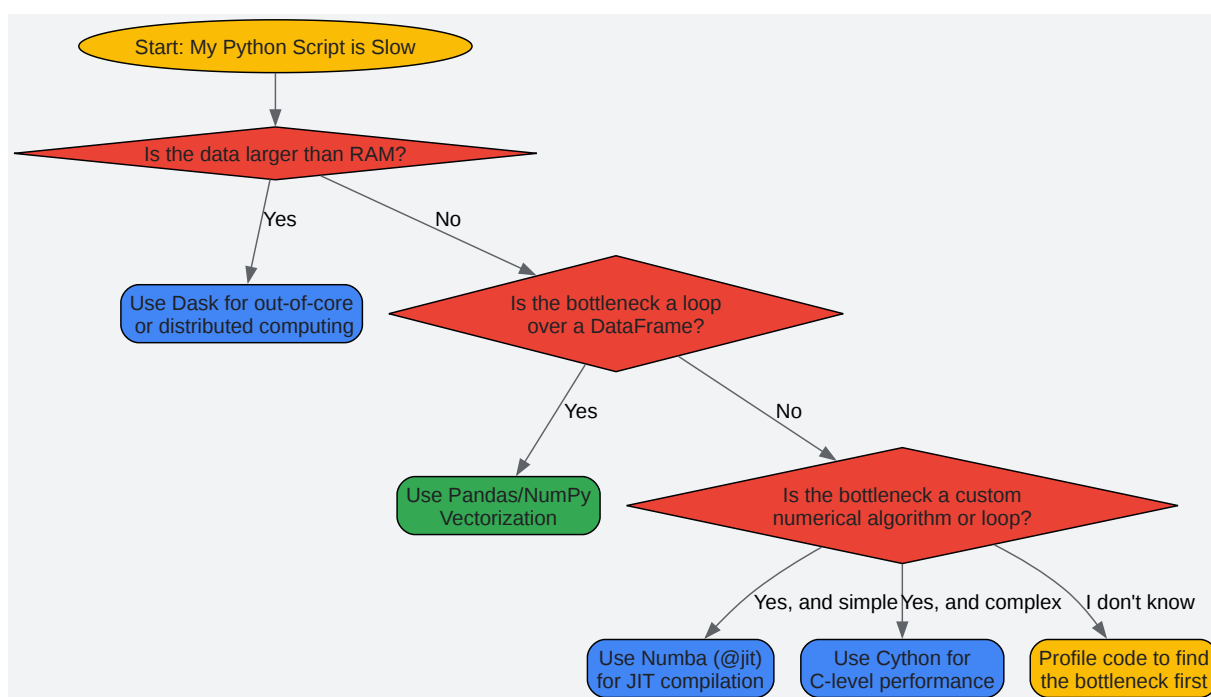 Start: My Python Script is Slow
Is the data larger than RAM?
Yes
No
Use Dask for out-of-core
or distributed computing
Is the bottleneck a loop
over a DataFrame?
Yes
No
Use Pandas/NumPy
Vectorization
Is the bottleneck a custom
numerical algorithm or loop?
Yes, and simple
Yes, and complex
I don't know
Use Numba (@jit)
for JIT compilation
Use Cython for
C-level performance
Profile code to find
the bottleneck first